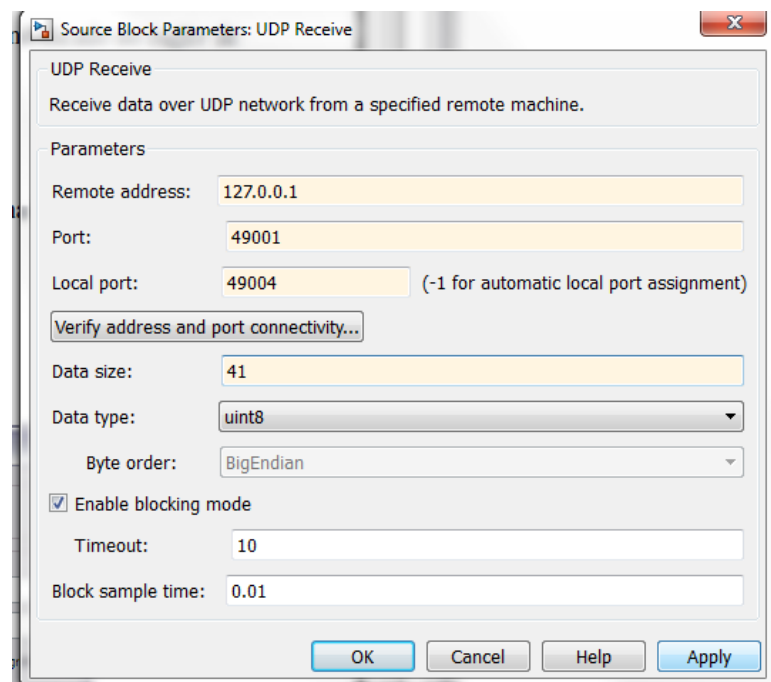 Source Block Parameters: UDP Receive
UDP Receive
Receive data over UDP network from a specified remote machine.
Parameters
Remote address: 127.0.0.1
Port: 49001
Local port: 49004 (-1 for automatic local port assignment)
Verify address and port connectivity...
Data size: 41
Data type: uint8
Byte order: BigEndian
Enable blocking mode
Timeout: 10
Block sample time: 0.01
OK Cancel Help Apply